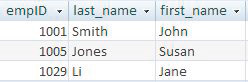 empID last_name first_name
1001 Smith John
1005 Jones Susan
1029 Li Jane